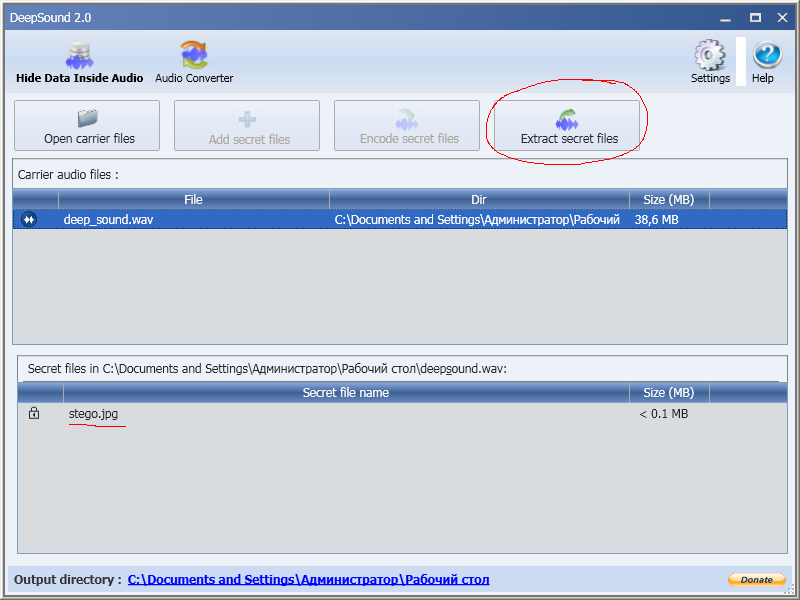 DeepSound 2.0
Hide Data Inside Audio Audio Converter Settings Help
Open carrier files Add secret files Encode secret files Extract secret files
Carrier audio files :
File Dir Size (MB)
deep_sound.wav C:\Documents and Settings\Администратор\Рабочий 38,6 MB
Secret files in C:\Documents and Settings\Администратор\Рабочий стол\deepsound.wav:
Secret file name Size (MB)
stego.jpg < 0.1 MB
Output directory : C:\Documents and Settings\Администратор\Рабочий стол Donate